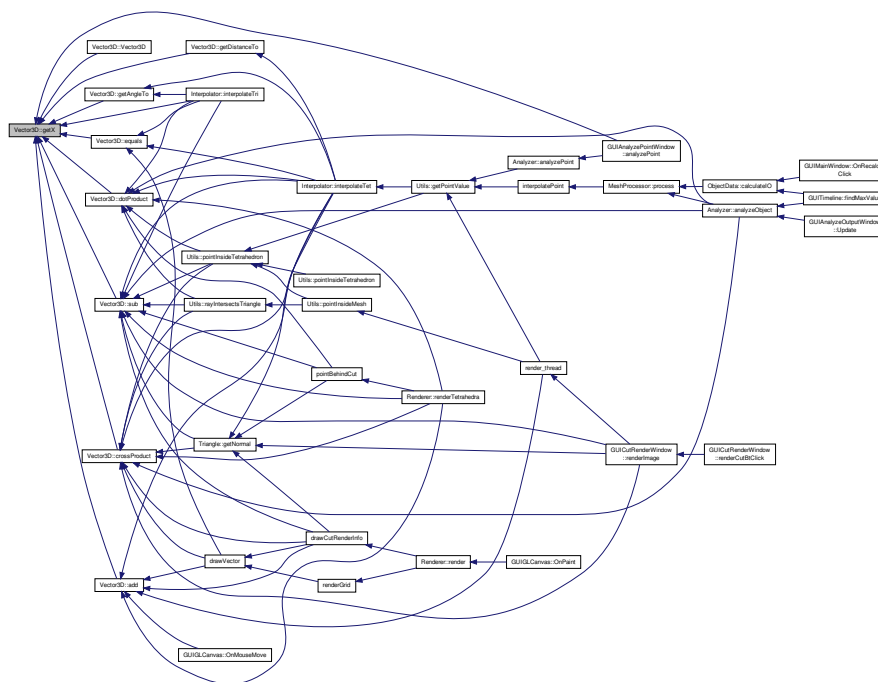 Vector3D::getX
Vector3D::Vector3D
Vector3D::getDistanceTo
Vector3D::getAngleTo
Interpolator::interpolateTri
Vector3D::equals
Vector3D::dotProduct
Interpolator::interpolateTet
Utils::getPointValue
Analyzer::analyzePoint
GUIAnalyzePointWindow
::analyzePoint
interpolatePoint
MeshProcessor::process
ObjectData::calculateIO
GUIMainWindow::OnRecalc
Click
GUITimeline::findMaxValue
Analyzer::analyzeObject
GUIAnalyzeOutputWindow
::Update
Utils::pointInsideTetrahedron
Utils::pointInsideTetrahedron
Vector3D::sub
Utils::rayIntersectsTriangle
Utils::pointInsideMesh
pointBehindCut
render_thread
Renderer::renderTetrahedra
Triangle::getNormal
Vector3D::crossProduct
GUICutRenderWindow
::renderImage
GUICutRenderWindow
::renderCutBtClick
drawCutRenderInfo
drawVector
Renderer::render
GUIGLCanvas::OnPaint
Vector3D::add
renderGrid
GUIGLCanvas::OnMouseMove